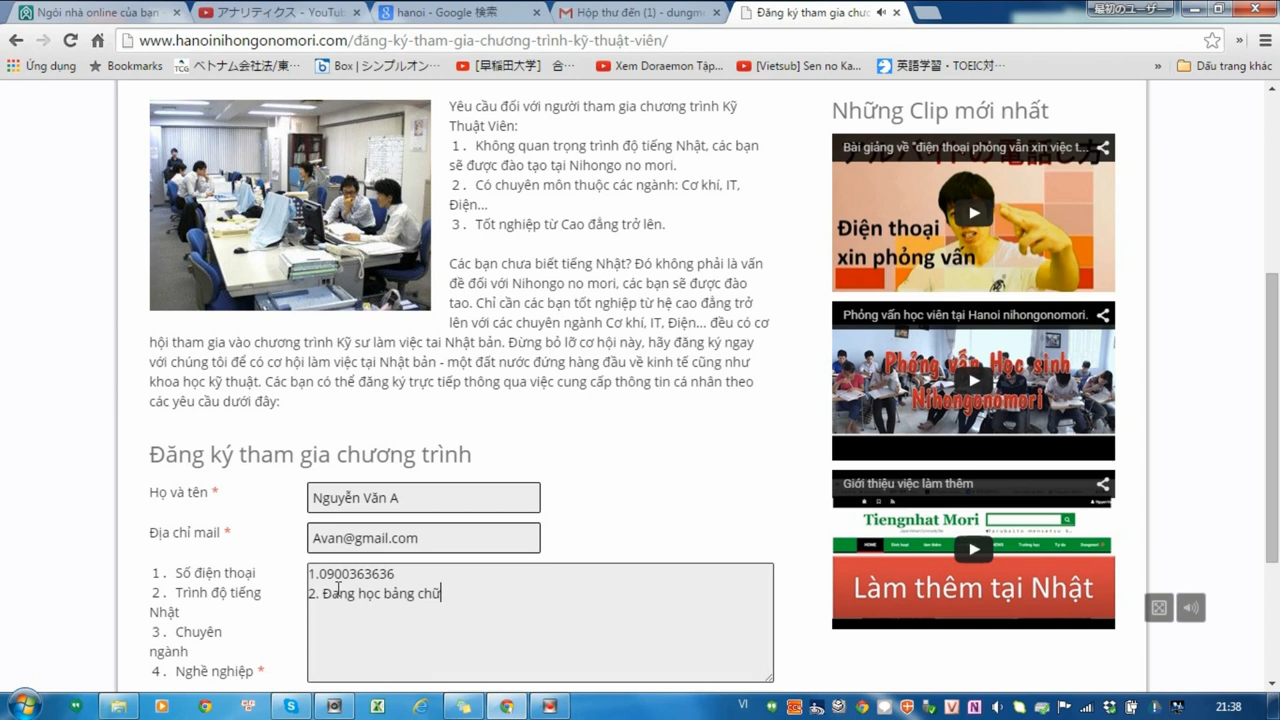 Ngôi nhà online của bạn -
アナリティクス - YouTub
hanoi - Google 検索
Hộp thư đến (1) - dungm
Đăng ký tham gia chươ
最初のユーザー
www.hanoinihongonomori.com/đăng-ký-tham-gia-chương-trình-kỹ-thuật-viên/
Ứng dụng
Bookmarks
TCG
ベトナム会社法/東…
Box | シンプルオン…
[早稲田大学] 合…
Xem Doraemon Tập...
[Vietsub] Sen no Ka...
英語学習・TOEIC対…
»
Dấu trang khác
Yêu cầu đối với người tham gia chương trình Kỹ
Thuật Viên:
1. Không quan trọng trình độ tiếng Nhật, các bạn
sẽ được đào tạo tại Nihongo no mori.
2. Có chuyên môn thuộc các ngành: Cơ khí, IT,
Điện...
3. Tốt nghiệp từ Cao đẳng trở lên.
Các bạn chưa biết tiếng Nhật? Đó không phải là vấn
đề đối với Nihongo no mori, các bạn sẽ được đào
tao. Chỉ cần các bạn tốt nghiệp từ hệ cao đẳng trở
lên với các chuyên ngành Cơ khí, IT, Điện... đều có cơ
hội tham gia vào chương trình Kỹ sư làm việc tai Nhật bản. Đừng bỏ lỡ cơ hội này, hãy đăng ký ngay
với chúng tôi để có cơ hội làm việc tại Nhật bản - một đất nước đứng hàng đầu về kinh tế cũng như
khoa học kỹ thuật. Các bạn có thể đăng ký trực tiếp thông qua việc cung cấp thông tin cá nhân theo
các yêu cầu dưới đây:
Đăng ký tham gia chương trình
Họ và tên *
Nguyễn Văn A
Địa chỉ mail *
Avan@gmail.com
1. Số điện thoại
2. Trình độ tiếng
Nhật
3. Chuyên
ngành
4. Nghề nghiệp *
1.0900363636
2. Đang học bảng chữ
Những Clip mới nhất
Bài giảng về "điện thoại phỏng vấn xin việc t...
Điện thoại
xin phỏng vấn
Phỏng vấn học viên tại Hanoi nihongonomori.
Phỏng vấn Học sinh
Nihongonomori
Giới thiệu việc làm thêm
Tiengnhat Mori
HOME
Làm thêm tại Nhật
VI
21:38